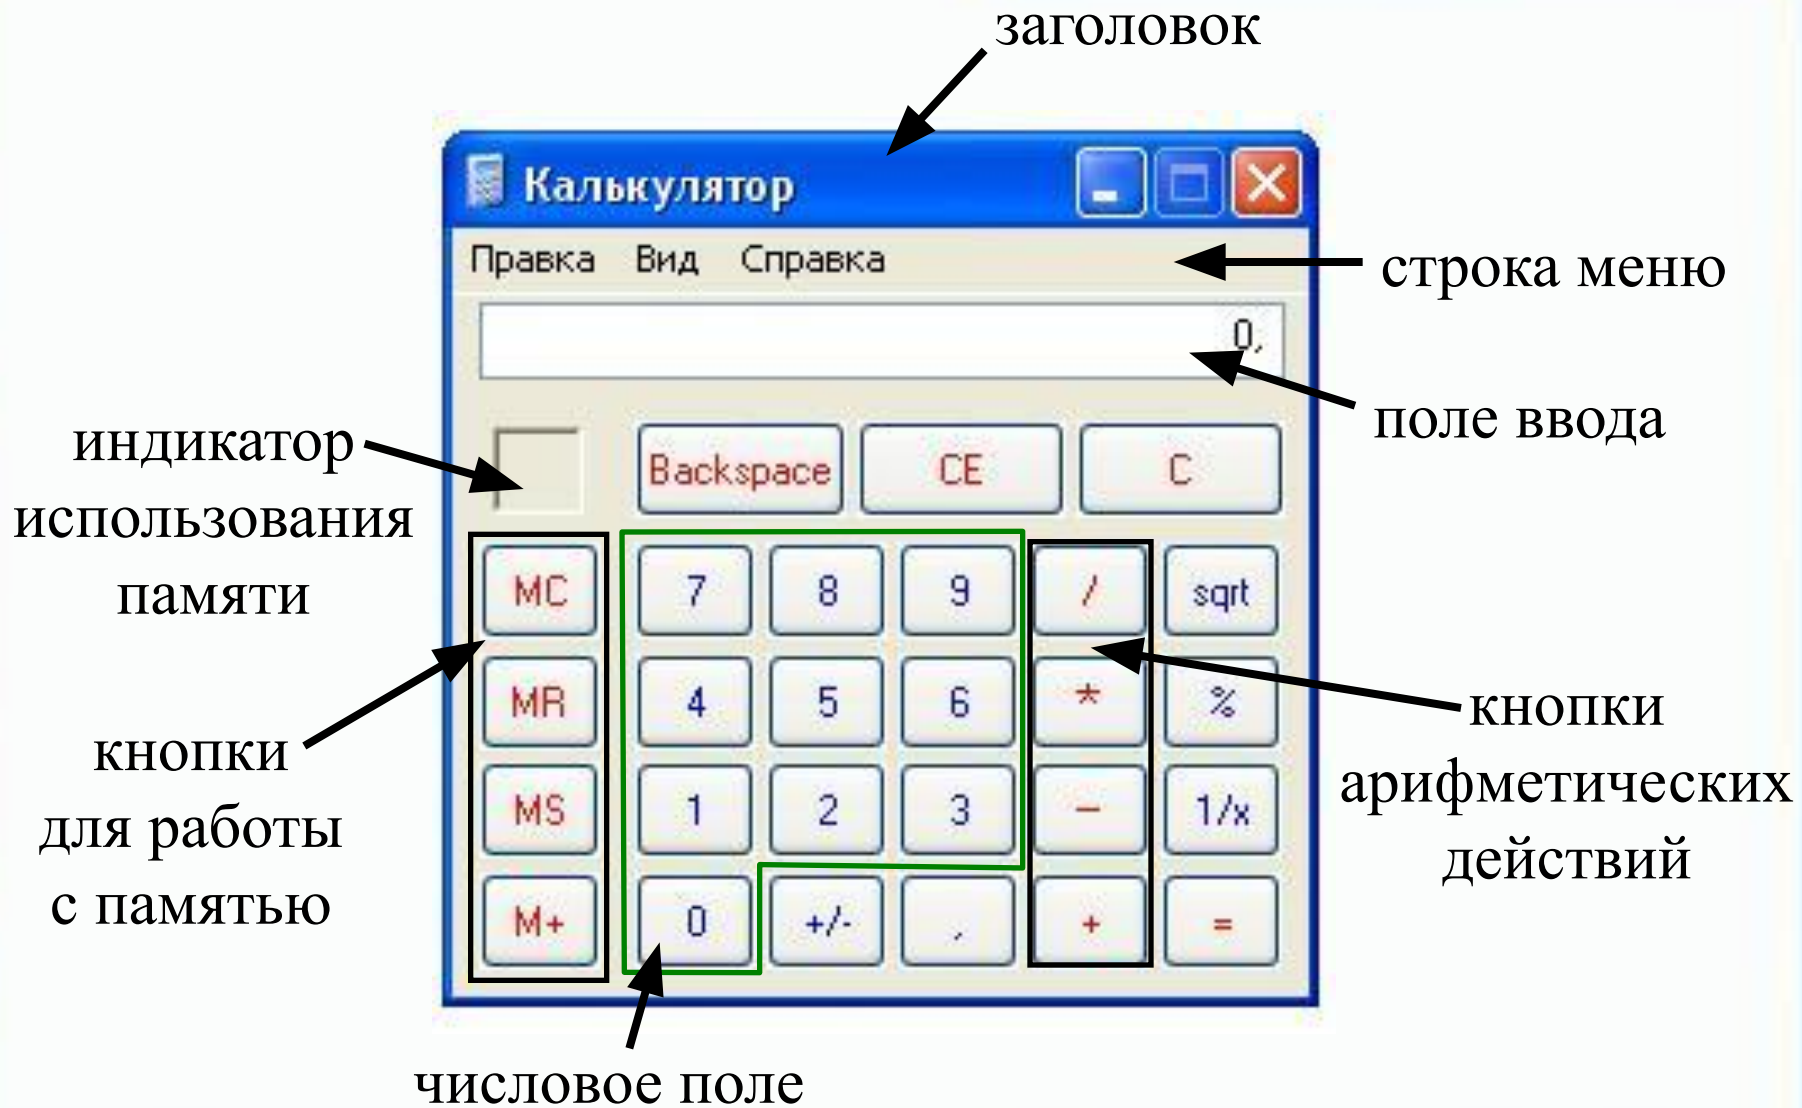 заголовок
Калькулятор
Правка Вид Справка
строка меню
0,
поле ввода
индикатор
использования
памяти
Backspace CE C
MC 7 8 9 / sqrt
MR 4 5 6 * %
MS 1 2 3 - 1/x
M+ 0 +/- , + =
кнопки
для работы
с памятью
кнопки
арифметических
действий
числовое поле